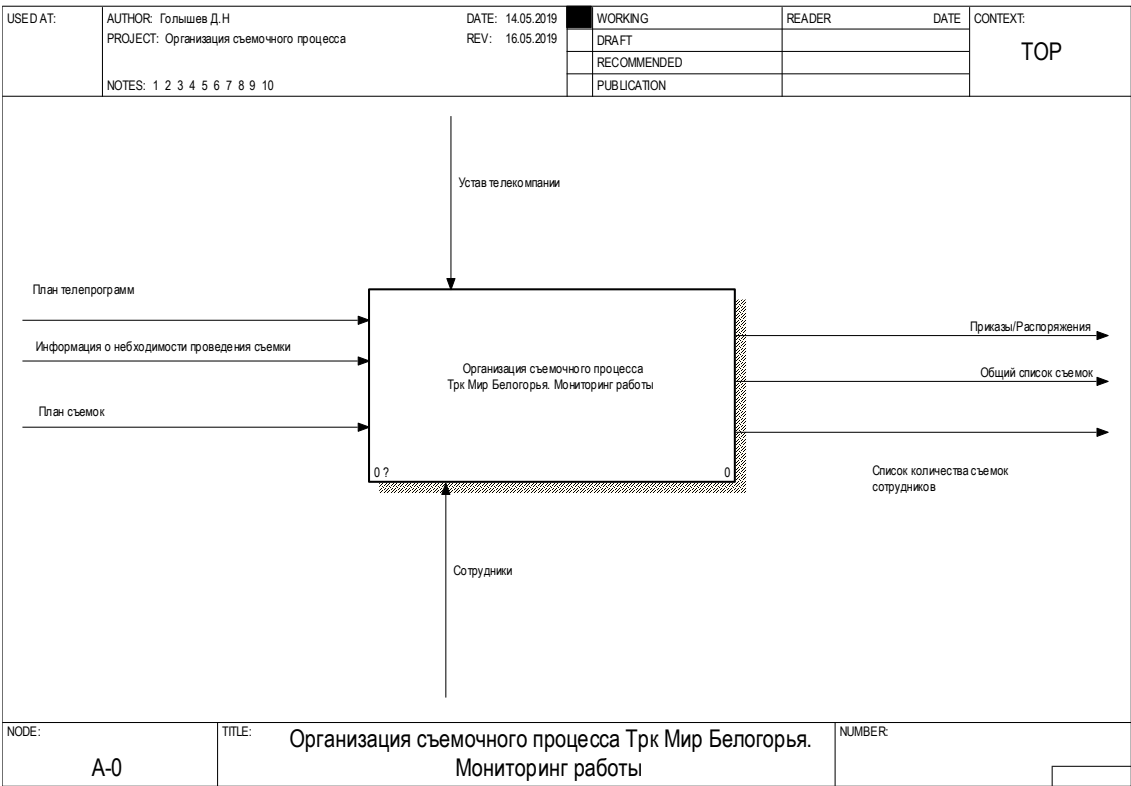 USED AT:
AUTHOR: Голышев Д.Н
DATE: 14.05.2019
WORKING
READER
DATE
CONTEXT:
PROJECT: Организация съемочного процесса
REV: 16.05.2019
DRAFT
TOP
RECOMMENDED
NOTES: 1 2 3 4 5 6 7 8 9 10
PUBLICATION
Устав телекомпании
План телепрограмм
Приказы/Распоряжения
Информация о небходимости проведения съемки
Организация съемочного процесса
Трк Мир Белогорья. Мониторинг работы
Общий список съемок
План съемок
0 ?
0
Список количества съемок
сотрудников
Сотрудники
NODE:
A-0
TITLE:
Организация съемочного процесса Трк Мир Белогорья.
Мониторинг работы
NUMBER: